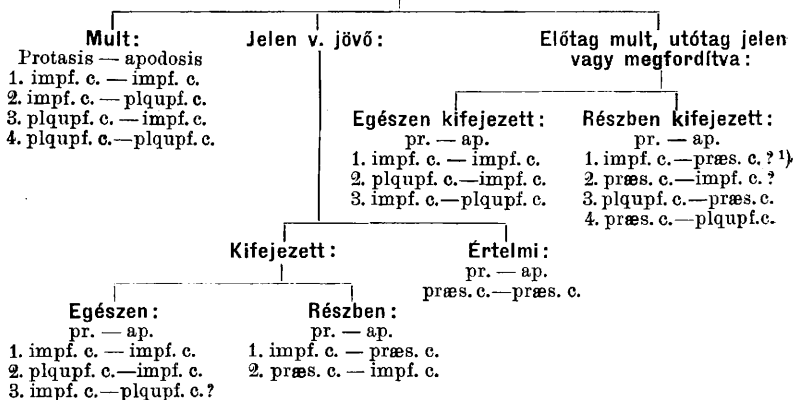 Mult:
Protasis — apodosis
1. impf. c. — impf. c.
2. impf. c. — plqupf. c.
3. plqupf. c. — impf. c.
4. plqupf. c.—plqupf. c.
Jelen v. jövő:
Előtag mult, utótag jelen
vagy megfordítva:
Egészen kifejezett:
pr. — ap.
1. impf. c. — impf. c.
2. plqupf. c.—impf. c.
3. impf. c.—plqupf. c.
Részben kifejezett:
pr. — ap.
1. impf. c.—præs. c. ? ¹)
2. præs. c.—impf. c. ?
3. plqupf. c.—præs. c.
4. præs. c.—plqupf.c.
Kifejezett:
Értelmi:
pr. — ap.
præs. c.—præs. c.
Egészen:
pr. — ap.
1. impf. c. — impf. c.
2. plqupf. c.—impf. c.
3. impf. c.—plqupf. c. ?
Részben:
pr. — ap.
1. impf. c. — præs. c.
2. præs. c. — impf. c.